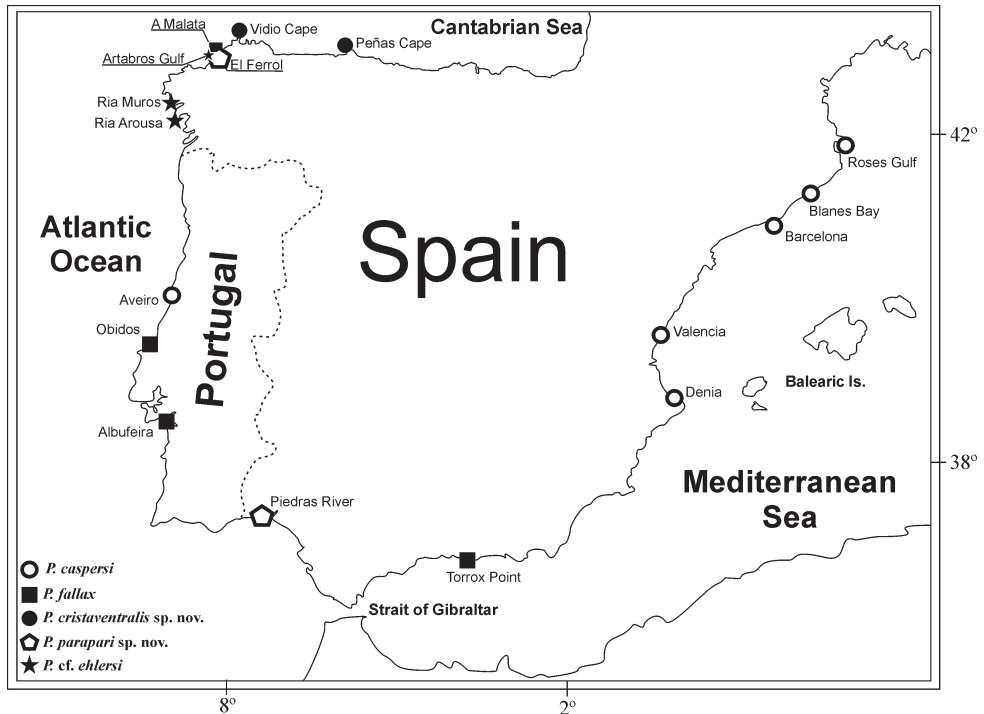 Cantabrian Sea
A Malata
Vidio Cape
Peñas Cape
Artabros Gulf
El Ferrol
Ria Muros
Ria Arousa
42º
Roses Gulf
Blanes Bay
Barcelona
Atlantic
Ocean
Spain
Portugal
Aveiro
Obidos
Valencia
Balearic Is.
Denia
Albufeira
38º
Mediterranean
Sea
Piedras River
Torrox Point
Strait of Gibraltar
P. caspersi
P. fallax
P. cristaventralis sp. nov.
P. parapari sp. nov.
P. cf. ehlersi
8º
2º